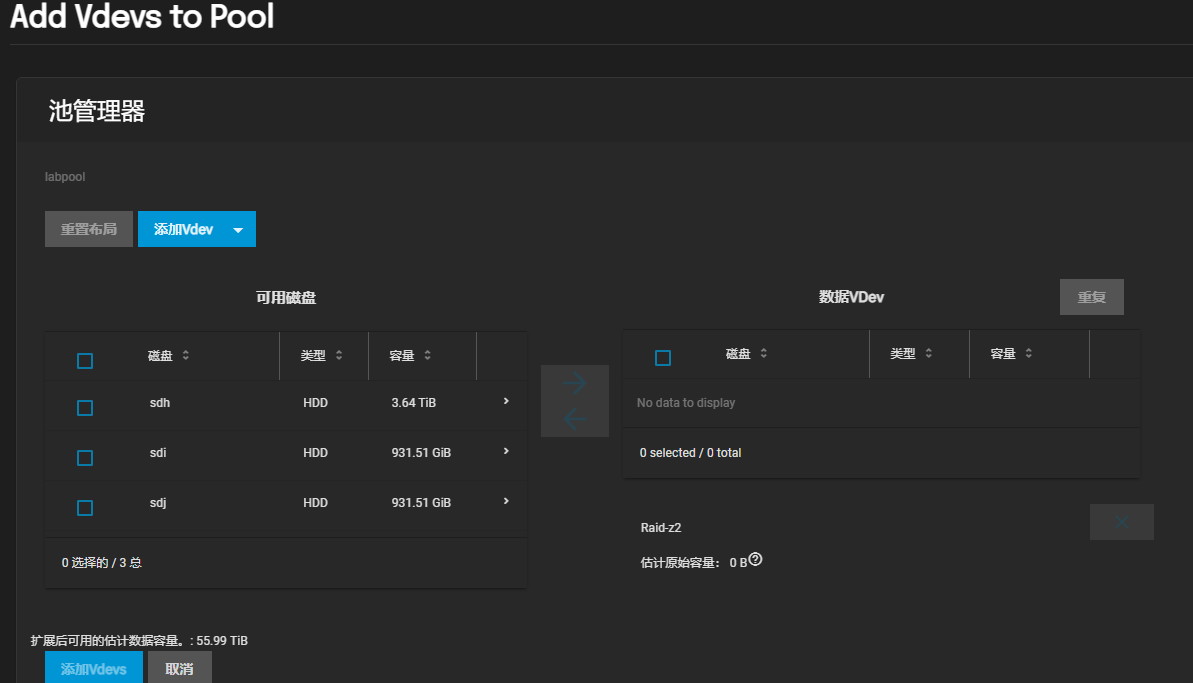 Add Vdevs to Pool
池管理器
labpool
重置布局 添加Vdev
可用磁盘
磁盘 类型 容量
sdh HDD 3.64 TiB
sdi HDD 931.51 GiB
sdj HDD 931.51 GiB
0 选择的 / 3 总
数据VDev 重复
磁盘 类型 容量
No data to display
0 selected / 0 total
Raid-z2
估计原始容量: 0 B
扩展后可用的估计数据容量。: 55.99 TiB
添加Vdevs 取消